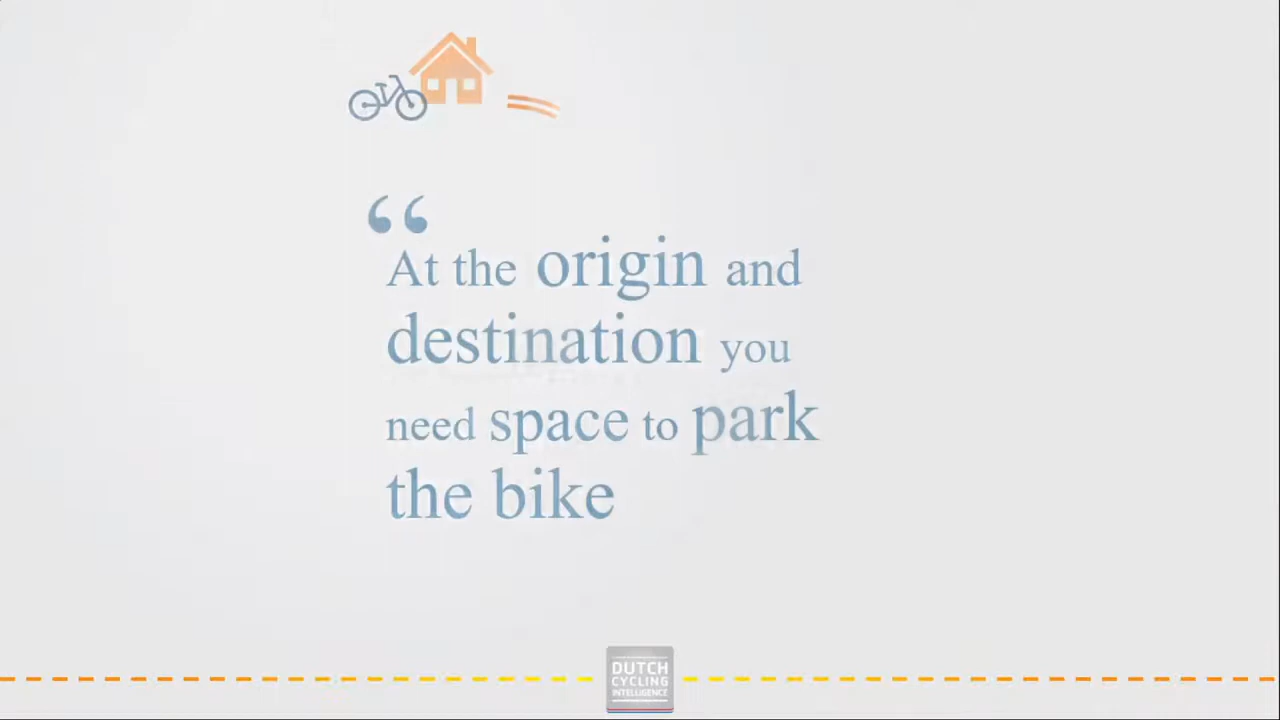 “
At the origin and
destination you
need space to park
the bike
DUTCH
CYCLING
INTELLIGENCE